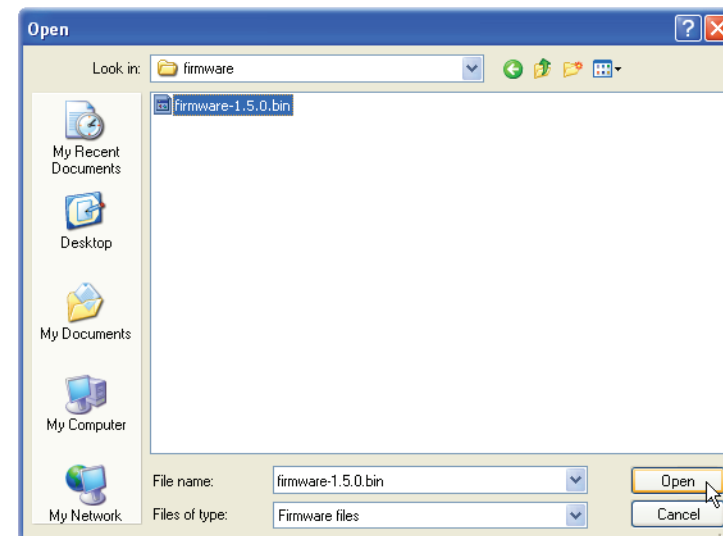 Open
Look in: firmware
firmware-1.5.0.bin
My Recent
Documents
Desktop
My Documents
My Computer
My Network
File name: firmware-1.5.0.bin Open
Files of type: Firmware files Cancel